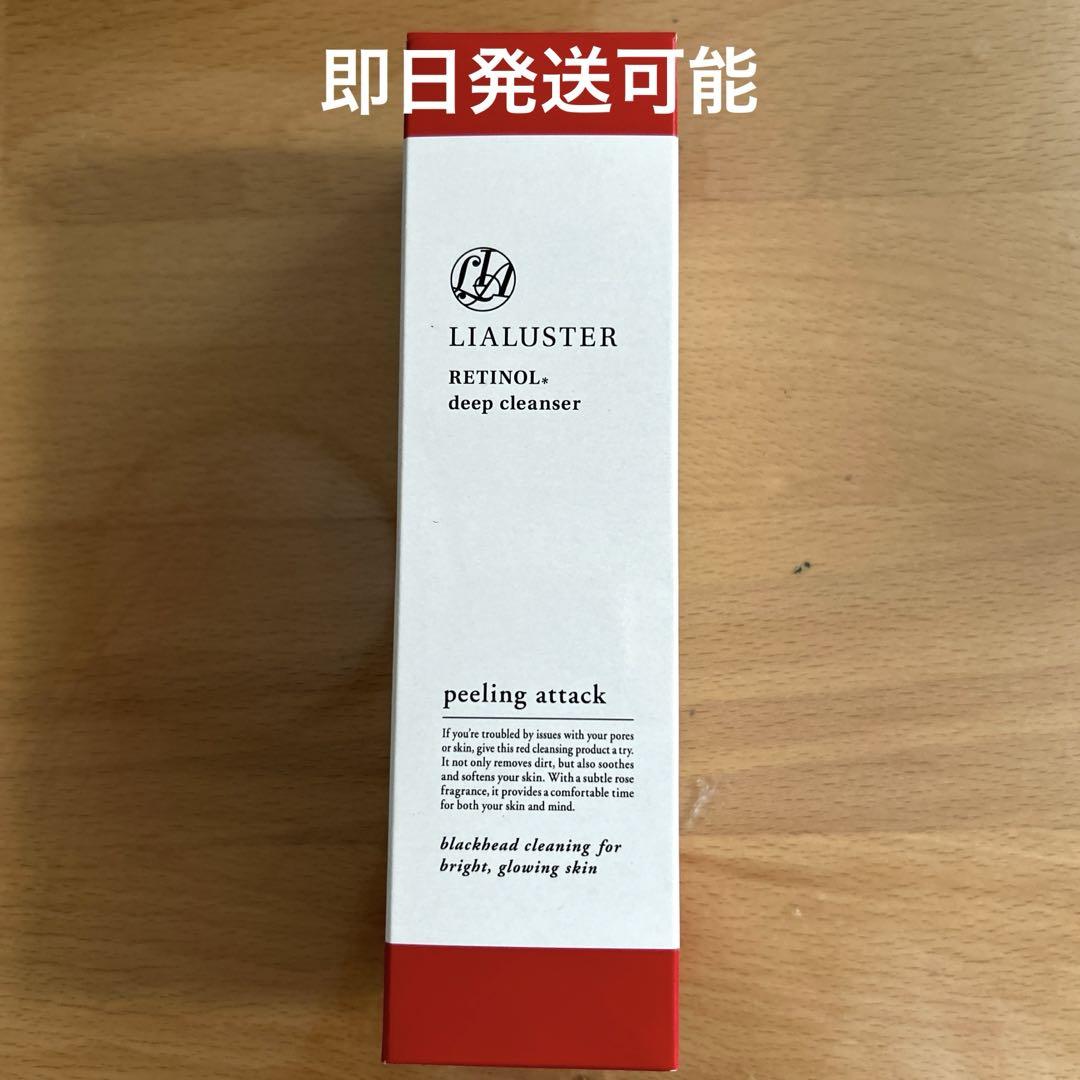 即日発送可能
LIA
LIALUSTER
RETINOL*
deep cleanser
peeling attack
If you're troubled by issues with your pores
or skin, give this red cleansing product a try.
It not only removes dirt, but also soothes
and softens your skin. With a subtle rose
fragrance, it provides a comfortable time
for both your skin and mind.
blackhead cleaning for
bright, glowing skin